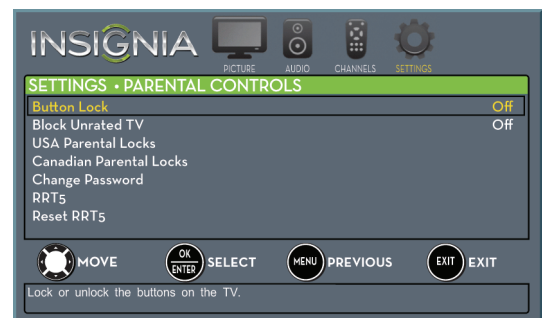 INSIGNIA
PICTURE AUDIO CHANNELS SETTINGS
SETTINGS • PARENTAL CONTROLS
Button Lock Off
Block Unrated TV Off
USA Parental Locks
Canadian Parental Locks
Change Password
RRT5
Reset RRT5
MOVE OK ENTER SELECT MENU PREVIOUS EXIT EXIT
Lock or unlock the buttons on the TV.